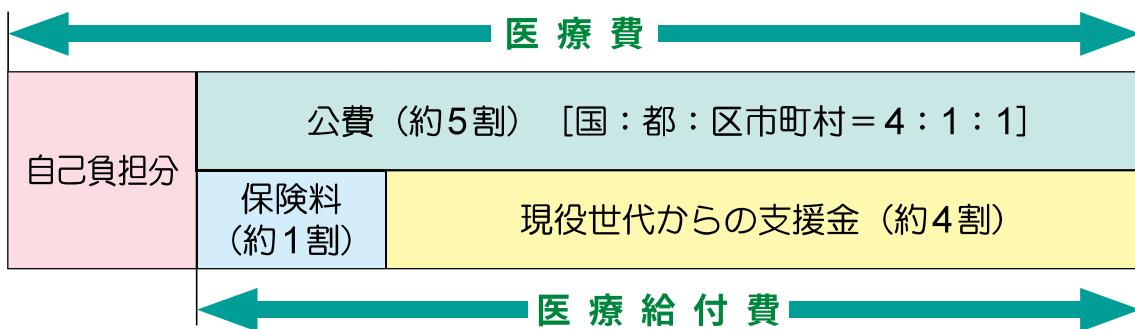 医療費
公費（約5割） ［国：都：区市町村＝4：1：1］
自己負担分
保険料
（約1割）
現役世代からの支援金（約4割）
医療給付費